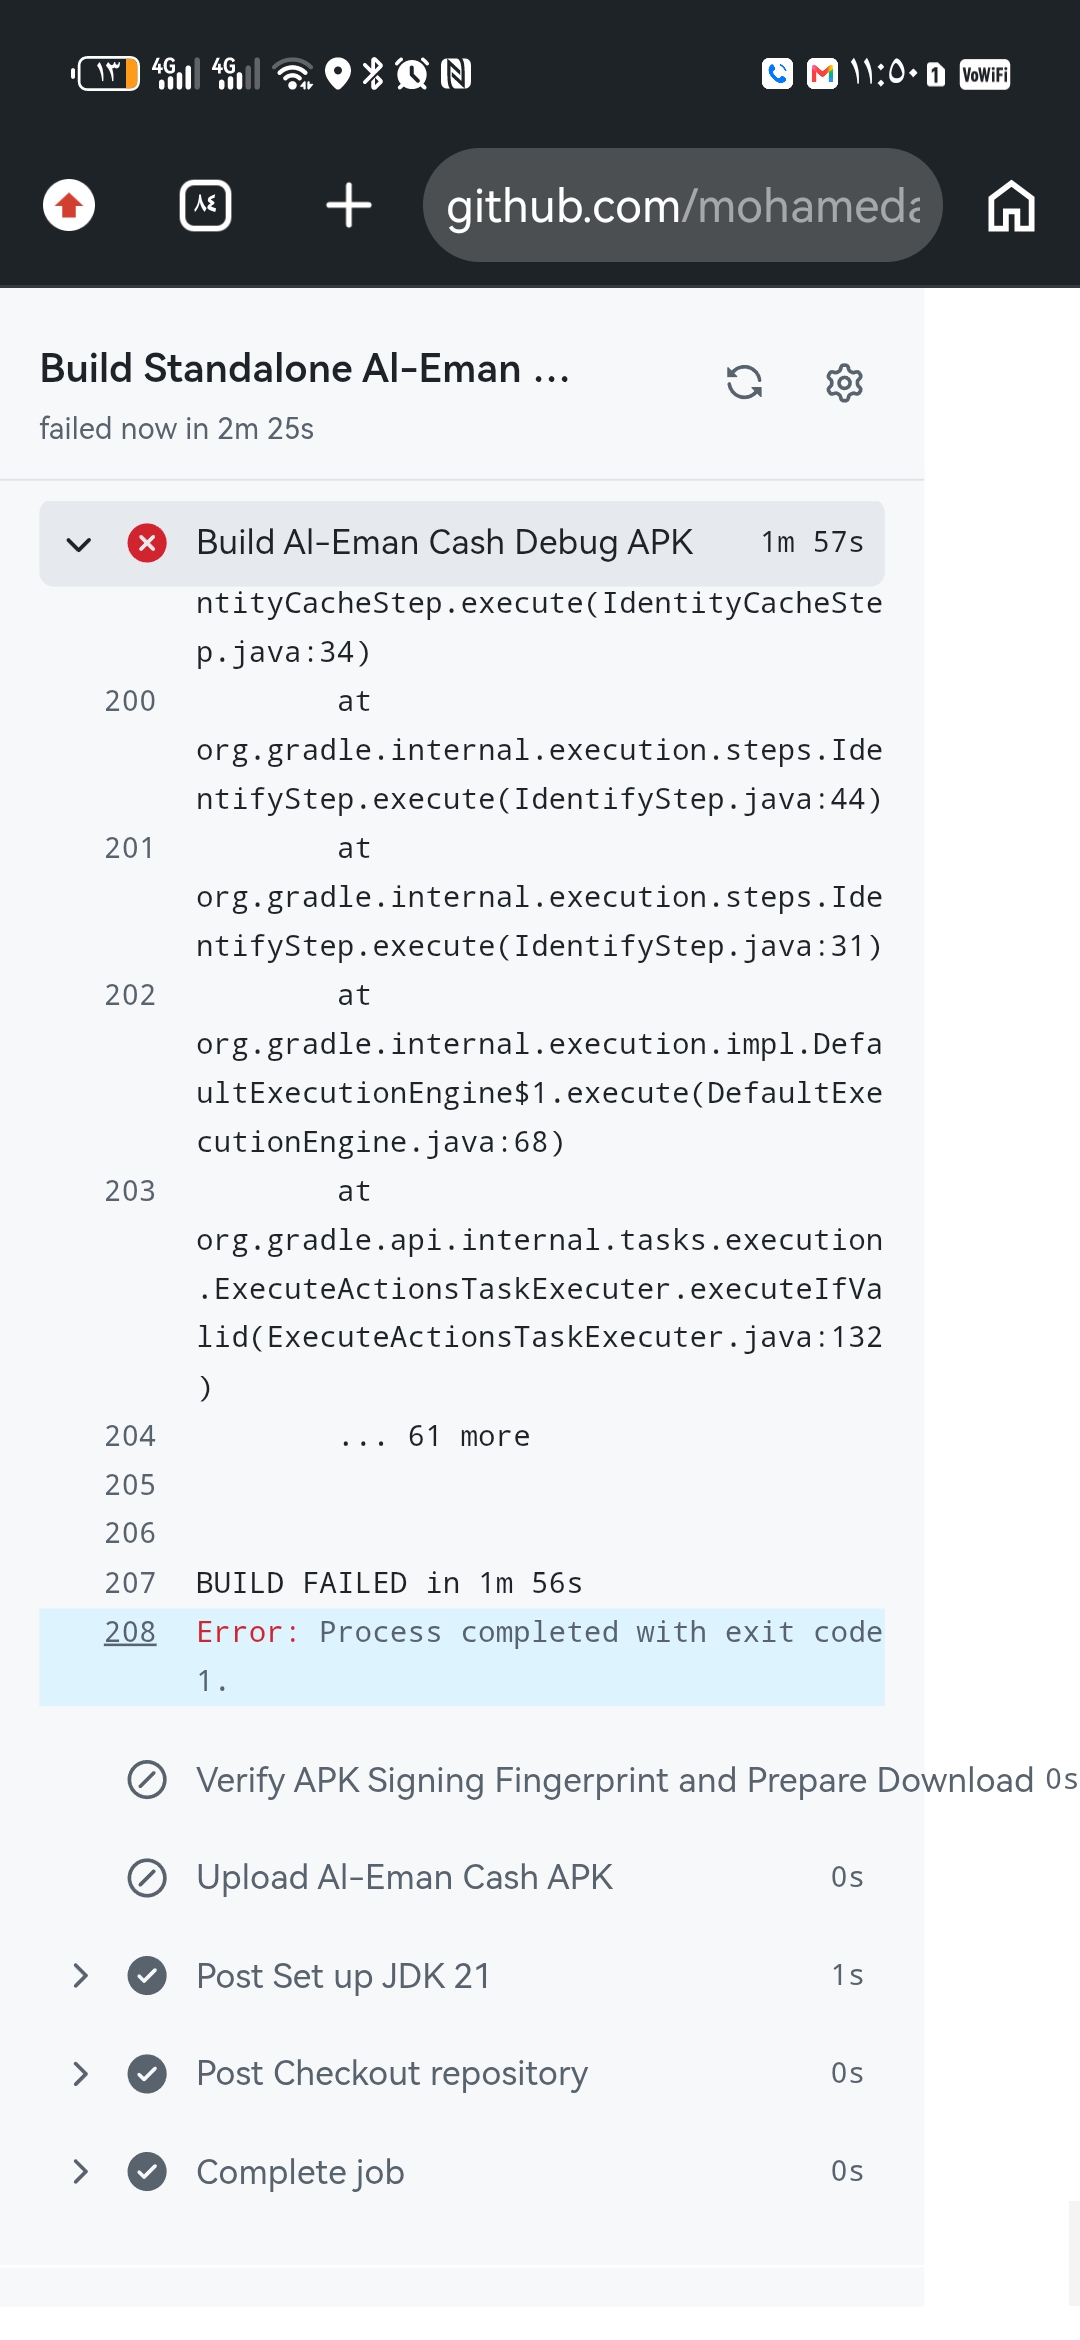 ١٣ 4G 4G ١١:٥٠ 1 VoWiFi
٨٤ github.com/mohameda
Build Standalone Al-Eman ...
failed now in 2m 25s
Build Al-Eman Cash Debug APK 1m 57s
ntityCacheStep.execute(IdentityCacheSte
p.java:34)
200 at
org.gradle.internal.execution.steps.Ide
ntifyStep.execute(IdentifyStep.java:44)
201 at
org.gradle.internal.execution.steps.Ide
ntifyStep.execute(IdentifyStep.java:31)
202 at
org.gradle.internal.execution.impl.Defa
ultExecutionEngine$1.execute(DefaultExe
cutionEngine.java:68)
203 at
org.gradle.api.internal.tasks.execution
.ExecuteActionsTaskExecuter.executeIfVa
lid(ExecuteActionsTaskExecuter.java:132
)
204 ... 61 more
205
206
207 BUILD FAILED in 1m 56s
208 Error: Process completed with exit code
1.
Verify APK Signing Fingerprint and Prepare Download 0s
Upload Al-Eman Cash APK 0s
Post Set up JDK 21 1s
Post Checkout repository 0s
Complete job 0s